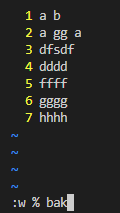 1 a b
2 a gg a
3 dfsdf
4 dddd
5 ffff
6 gggg
7 hhhh
~
~
~
~
:w % bak